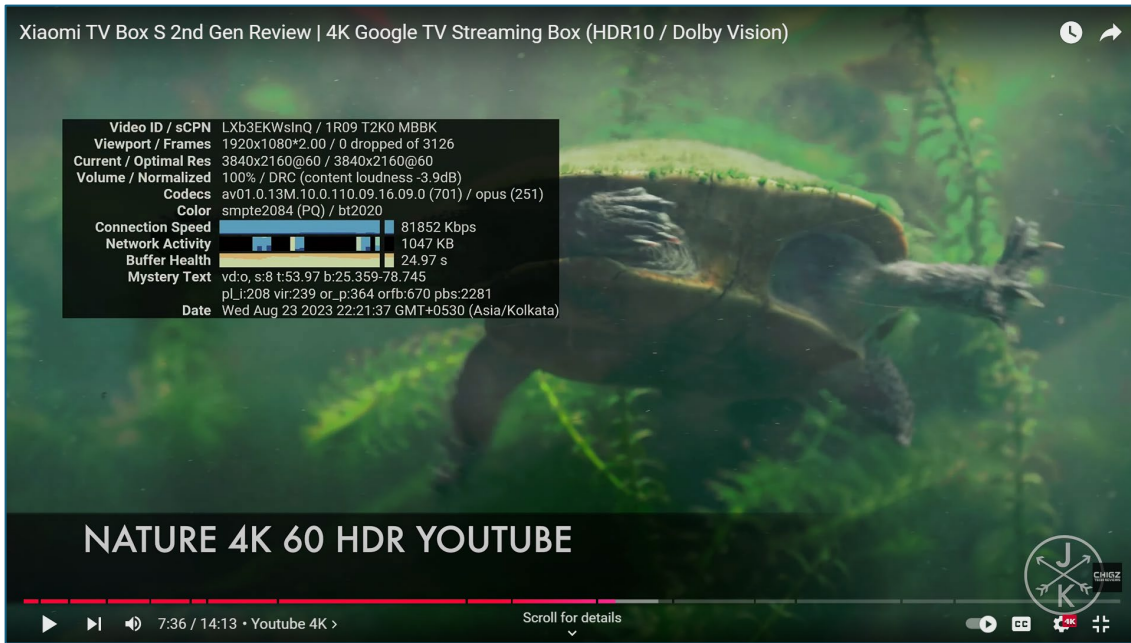 Xiaomi TV Box S 2nd Gen Review | 4K Google TV Streaming Box (HDR10 / Dolby Vision)
Video ID / sCPN LXb3EKWsInQ / 1R09 T2K0 MBBK
Viewport / Frames 1920x1080*2.00 / 0 dropped of 3126
Current / Optimal Res 3840x2160@60 / 3840x2160@60
Volume / Normalized 100% / DRC (content loudness -3.9dB)
Codecs av01.0.13M.10.0.110.09.16.09.0 (701) / opus (251)
Color smpte2084 (PQ) / bt2020
Connection Speed 81852 Kbps
Network Activity 1047 KB
Buffer Health 24.97 s
Mystery Text vd:o, s:8 t:53.97 b:25.359-78.745
pl_i:208 vir:239 or_p:364 orfb:670 pbs:2281
Date Wed Aug 23 2023 22:21:37 GMT+0530 (Asia/Kolkata)
NATURE 4K 60 HDR YOUTUBE
J
K
CHIGZ
7:36 / 14:13 • Youtube 4K >
Scroll for details
CC
4K